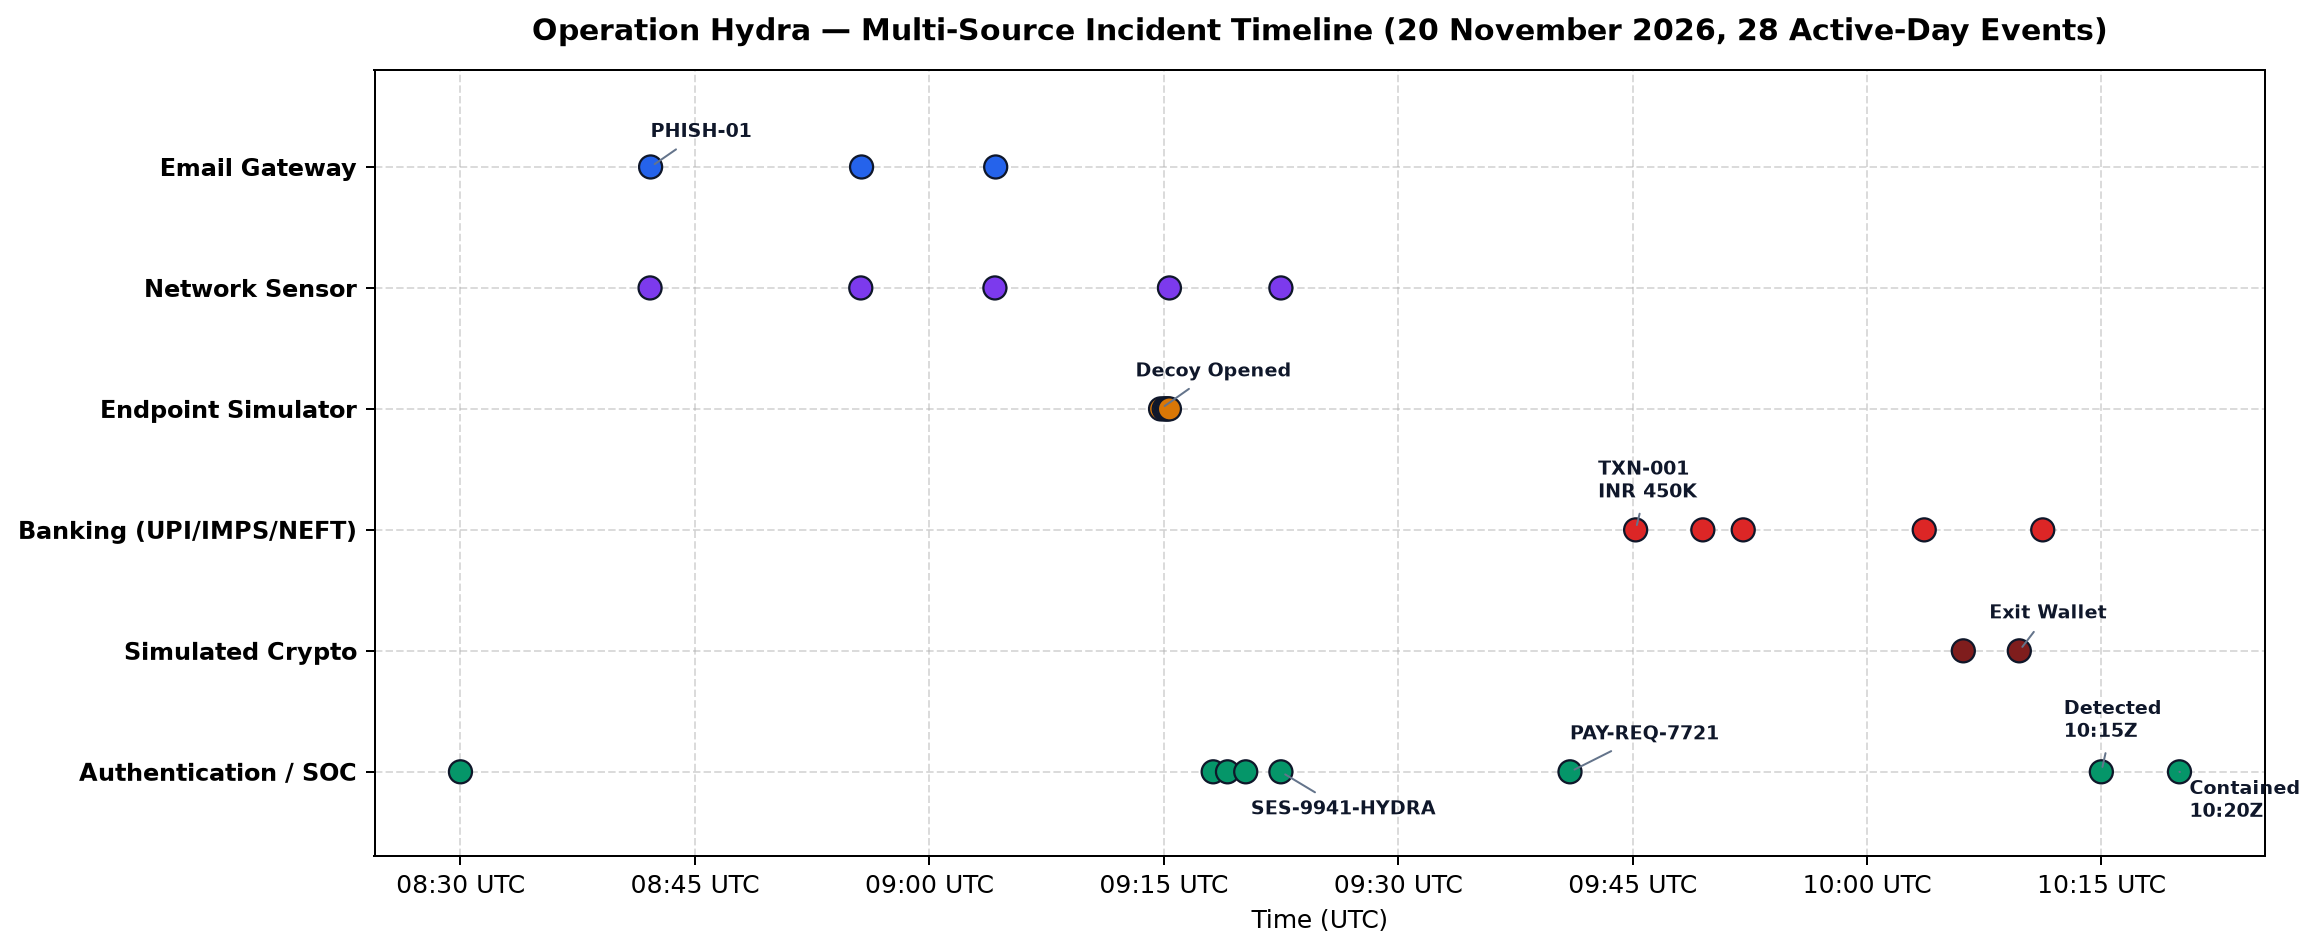 Operation Hydra — Multi-Source Incident Timeline (20 November 2026, 28 Active-Day Events)
PHISH-01
Email Gateway
Network Sensor
Decoy Opened
Endpoint Simulator
TXN-001
INR 450K
Banking (UPI/IMPS/NEFT)
Exit Wallet
Simulated Crypto
Detected
10:15Z
PAY-REQ-7721
Authentication / SOC
Contained
10:20Z
SES-9941-HYDRA
08:30 UTC
08:45 UTC
09:00 UTC
09:15 UTC
09:30 UTC
09:45 UTC
10:00 UTC
10:15 UTC
Time (UTC)